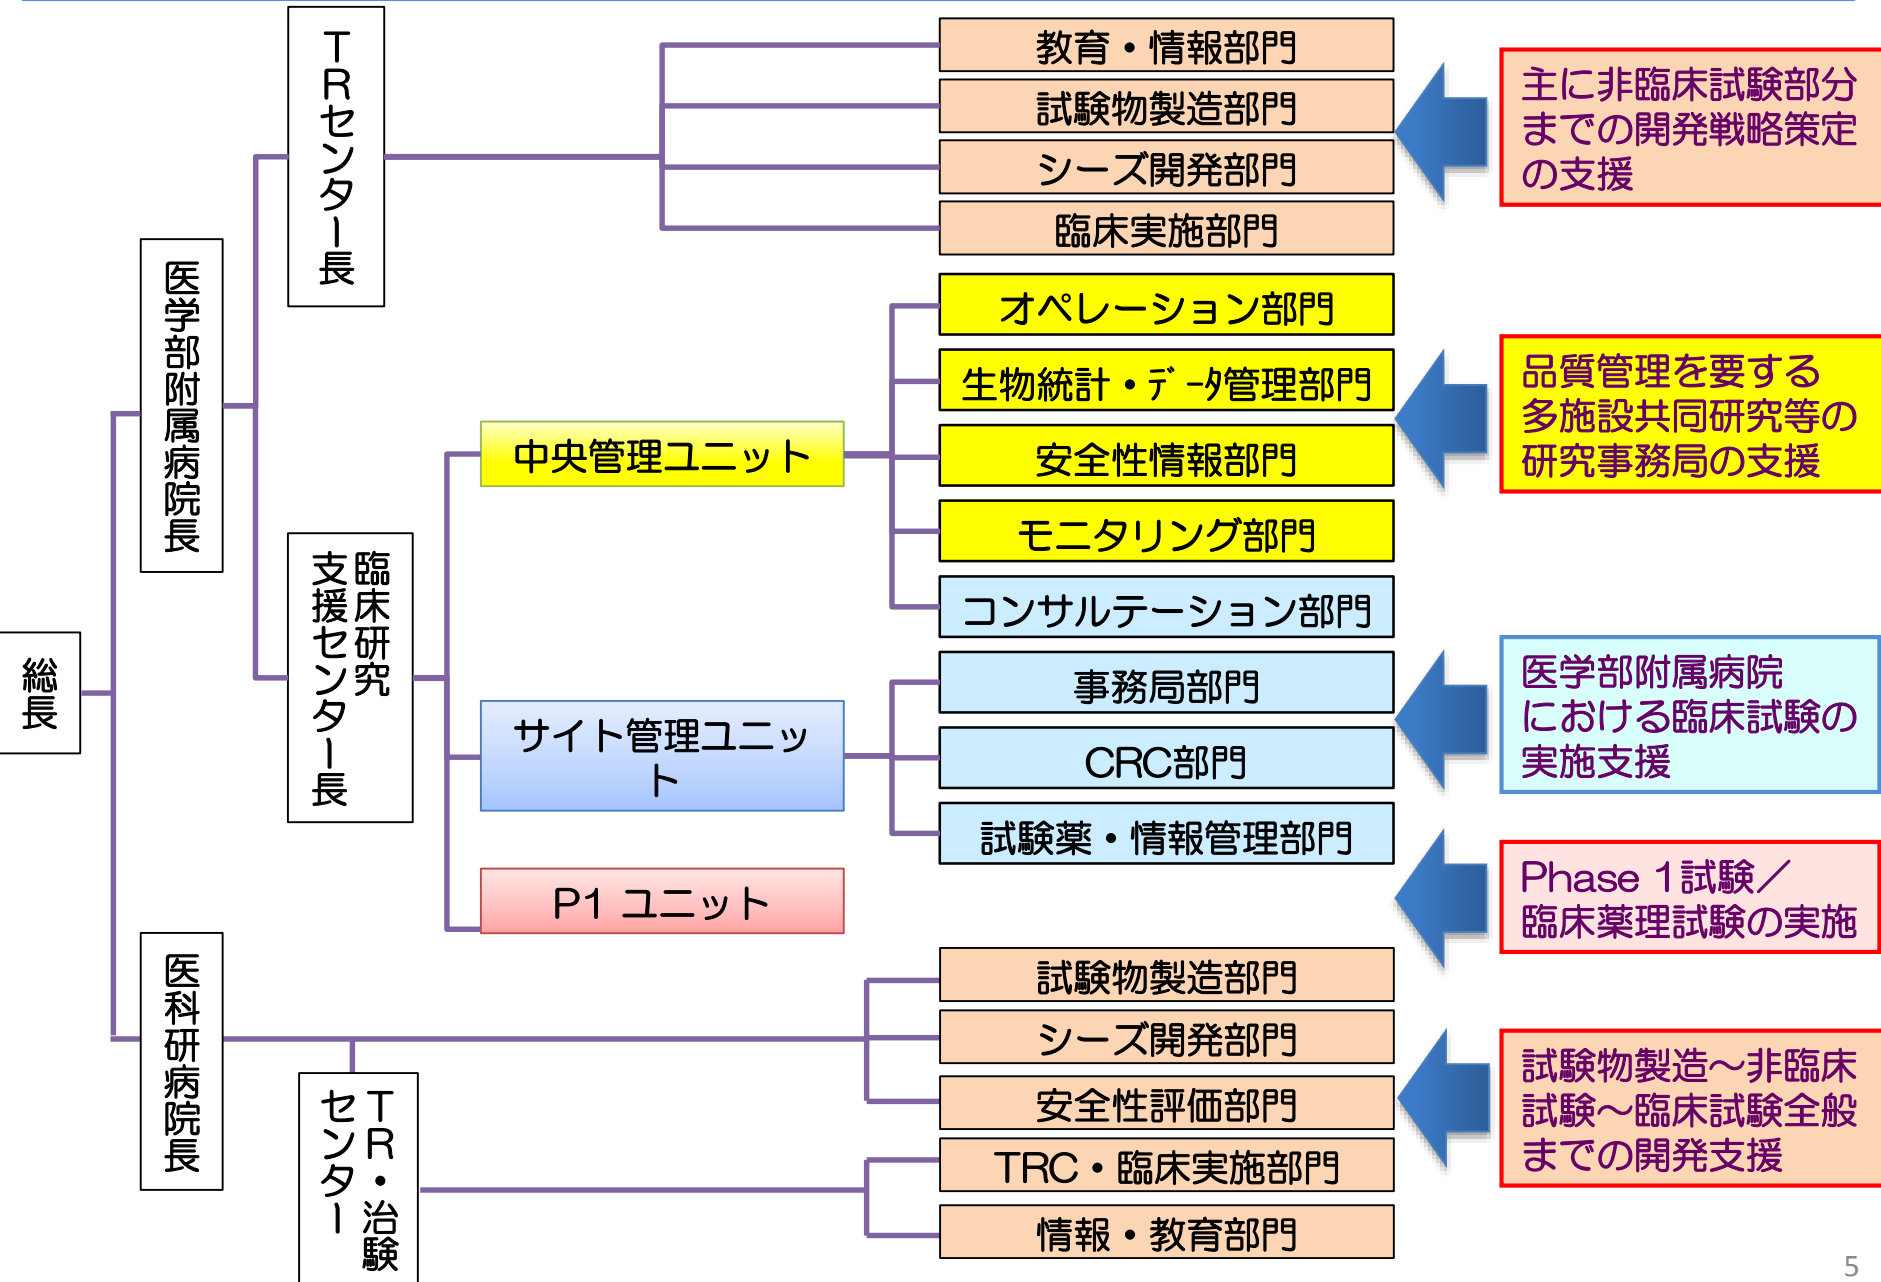 総長
医学部附属病院長
医科研病院長
TRセンター長
臨床研究
支援センター長
TR・治験
センター
中央管理ユニット
サイト管理ユニッ
ト
P1 ユニット
教育・情報部門
試験物製造部門
シーズ開発部門
臨床実施部門
オペレーション部門
生物統計・ﾃﾞｰﾀ管理部門
安全性情報部門
モニタリング部門
コンサルテーション部門
事務局部門
CRC部門
試験薬・情報管理部門
試験物製造部門
シーズ開発部門
安全性評価部門
TRC・臨床実施部門
情報・教育部門
主に非臨床試験部分
までの開発戦略策定
の支援
品質管理を要する
多施設共同研究等の
研究事務局の支援
医学部附属病院
における臨床試験の
実施支援
Phase 1試験／
臨床薬理試験の実施
試験物製造～非臨床
試験～臨床試験全般
までの開発支援
5